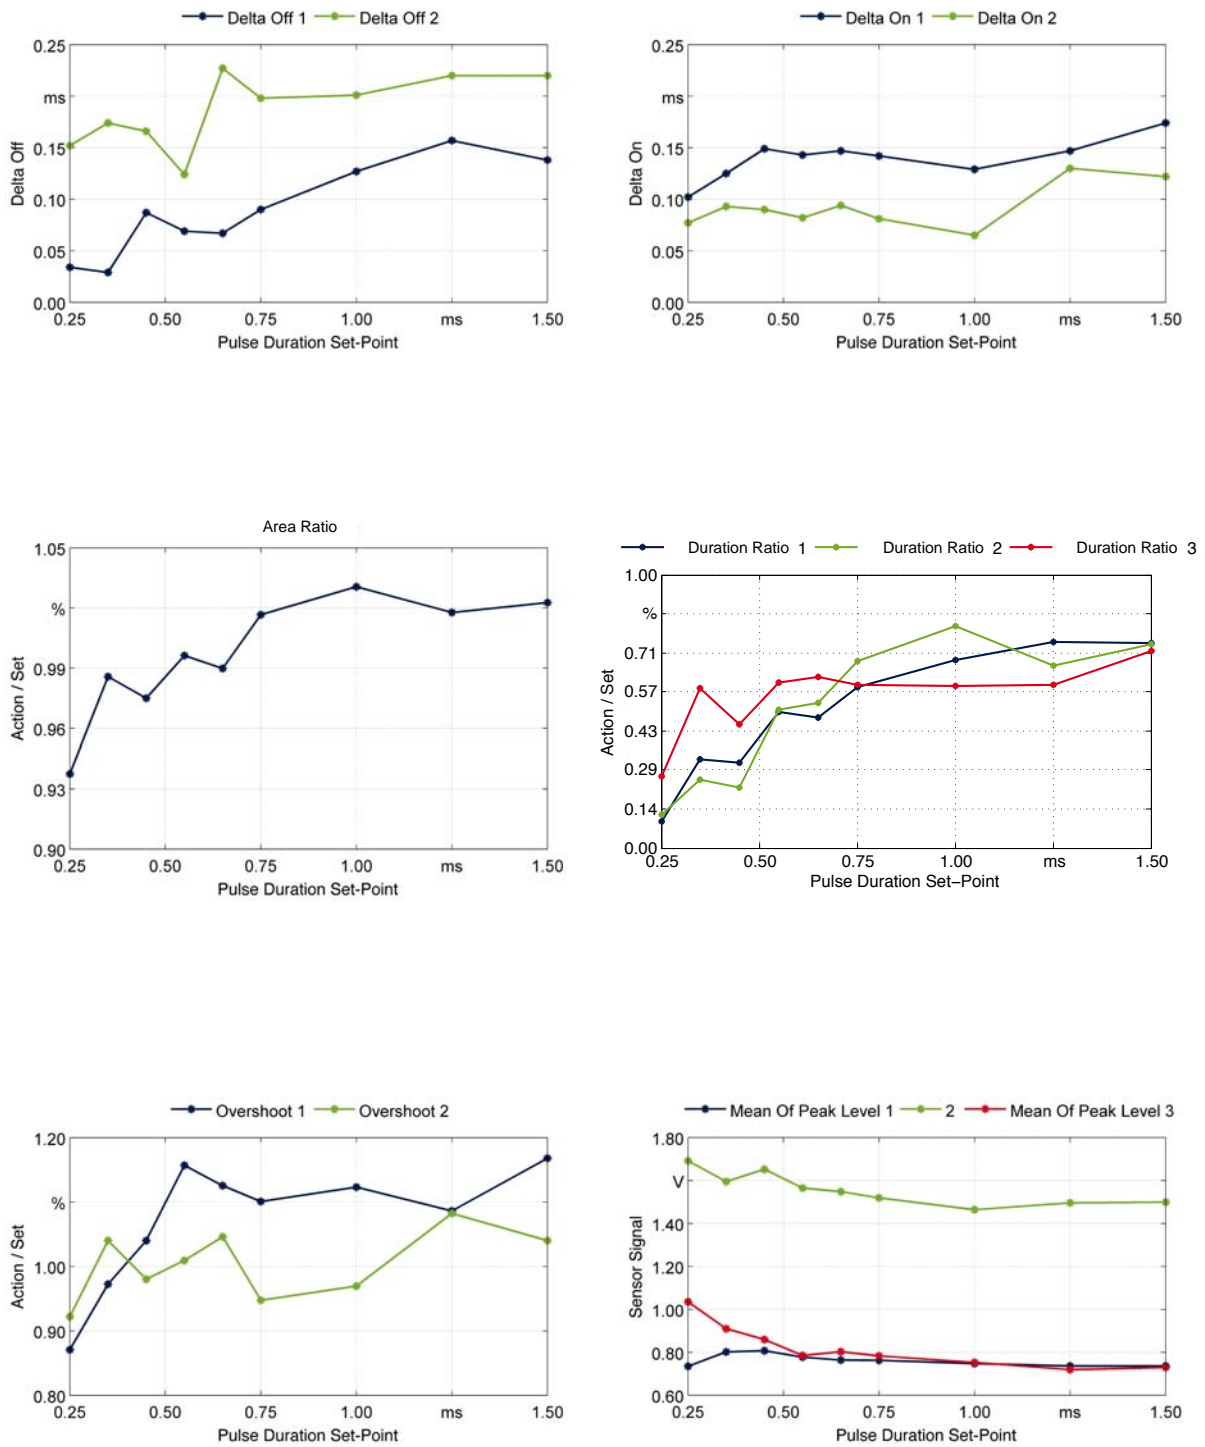 Delta Off 1 Delta Off 2
0.25
ms
0.15
0.10
0.05
0.00
Delta Off
0.25 0.50 0.75 1.00 ms 1.50
Pulse Duration Set-Point
Delta On 1 Delta On 2
0.25
ms
0.15
0.10
0.05
0.00
Delta On
0.25 0.50 0.75 1.00 ms 1.50
Pulse Duration Set-Point
Area Ratio
1.05
%
0.99
0.96
0.93
0.90
Action / Set
0.25 0.50 0.75 1.00 ms 1.50
Pulse Duration Set-Point
Duration Ratio 1 Duration Ratio 2 Duration Ratio 3
1.00
%
0.71
0.57
0.43
0.29
0.14
0.00
Action / Set
0.25 0.50 0.75 1.00 ms 1.50
Pulse Duration Set−Point
Overshoot 1 Overshoot 2
1.20
%
1.00
0.90
0.80
Action / Set
0.25 0.50 0.75 1.00 ms 1.50
Pulse Duration Set-Point
Mean Of Peak Level 1 2 Mean Of Peak Level 3
1.80
V
1.40
1.20
1.00
0.80
0.60
Sensor Signal
0.25 0.50 0.75 1.00 ms 1.50
Pulse Duration Set-Point